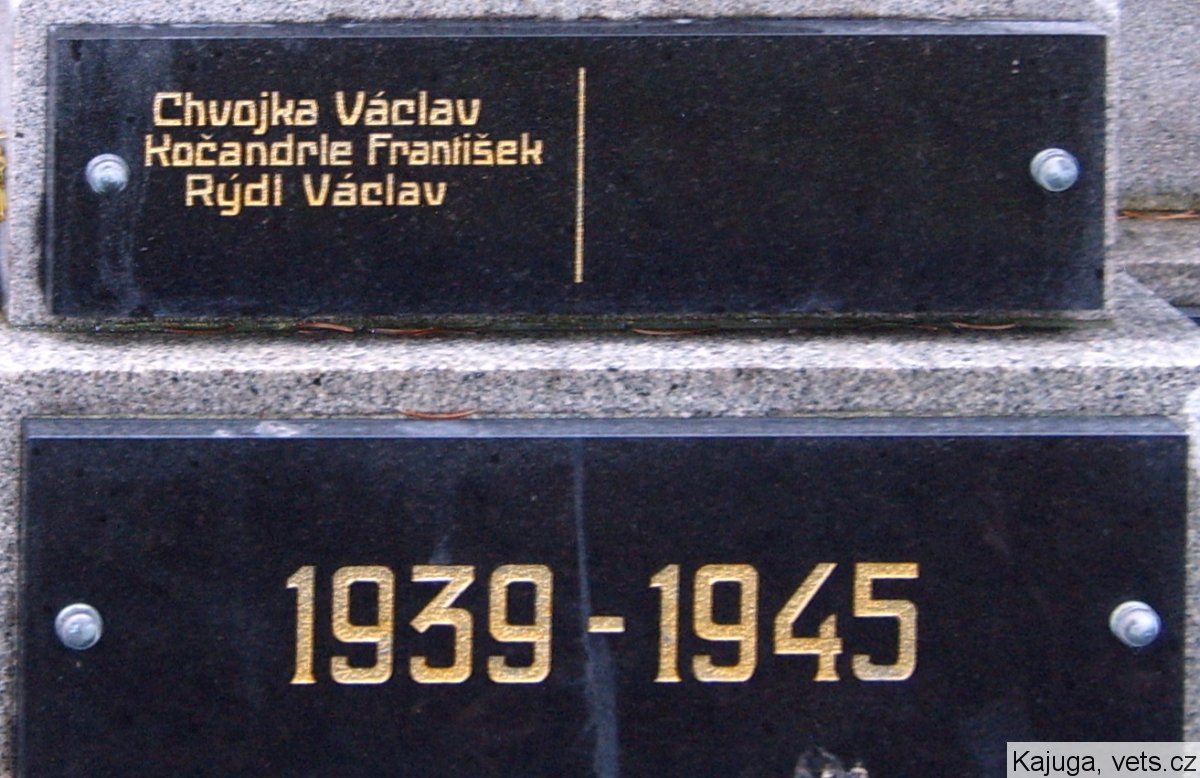 Chvojka Václav
Kočandrle František
Rýdl Václav
1939 - 1945
Kajuga, vets.cz